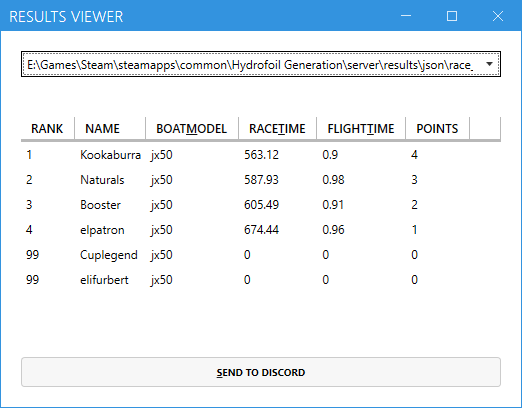 RESULTS VIEWER
E:\Games\Steam\steamapps\common\Hydrofoil Generation\server\results\json\race_
RANK NAME BOATMODEL RACETIME FLIGHTTIME POINTS
1 Kookaburra jx50 563.12 0.9 4
2 Naturals jx50 587.93 0.98 3
3 Booster jx50 605.49 0.91 2
4 elpatron jx50 674.44 0.96 1
99 Cuplegend jx50 0 0 0
99 elifurbert jx50 0 0 0
SEND TO DISCORD